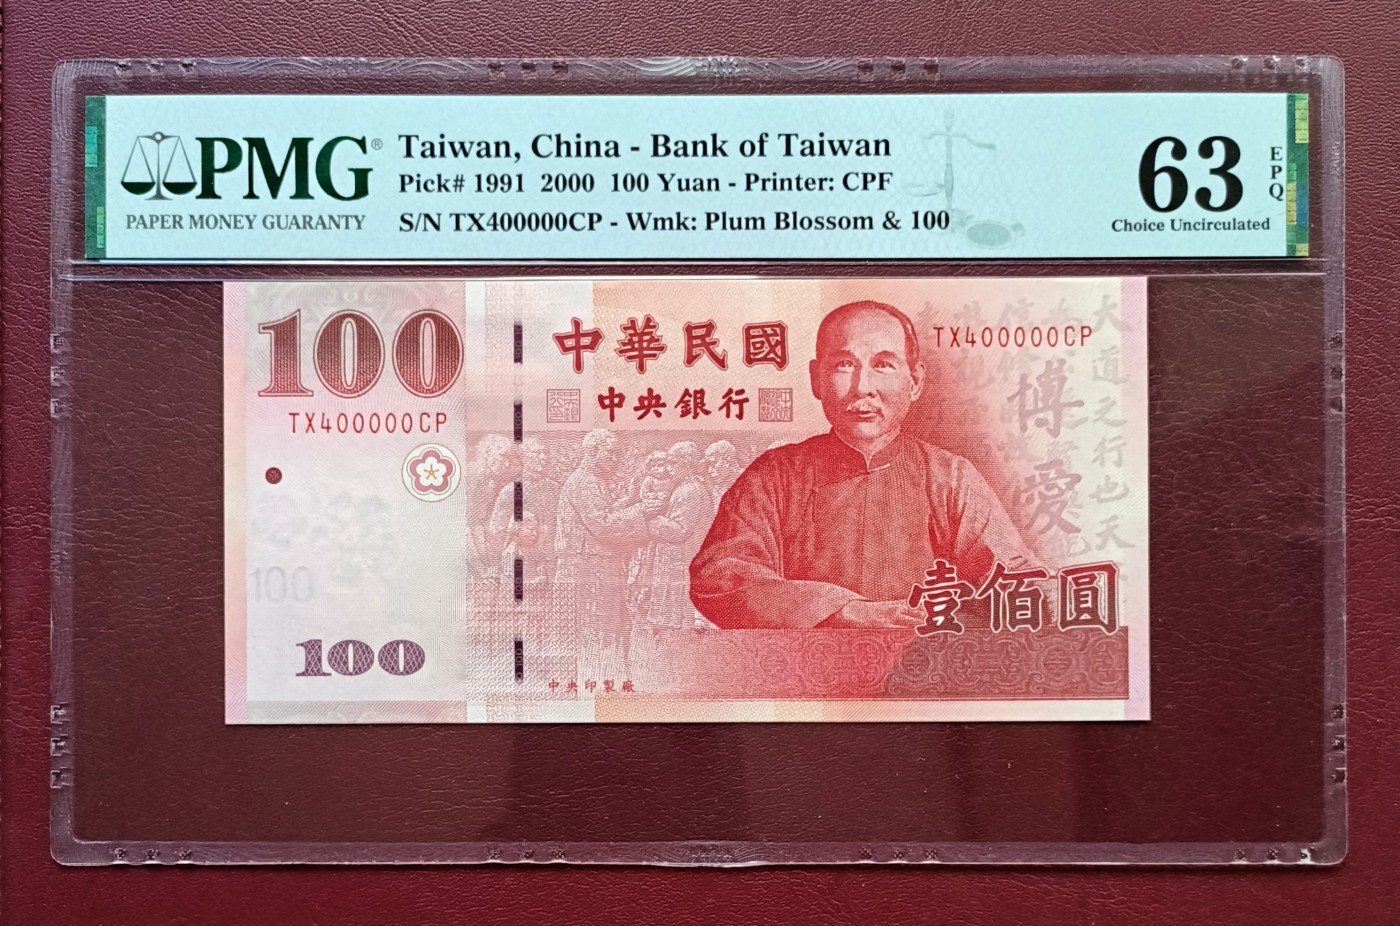 PMG®
PAPER MONEY GUARANTY
Taiwan, China - Bank of Taiwan
Pick# 1991 2000 100 Yuan - Printer: CPF
S/N TX400000CP - Wmk: Plum Blossom & 100
63
EPQ
Choice Uncirculated
100
TX400000CP
中華民國
中央銀行
TX400000CP
博愛
大道之行也天
壹佰圓
100
100
中央印製廠